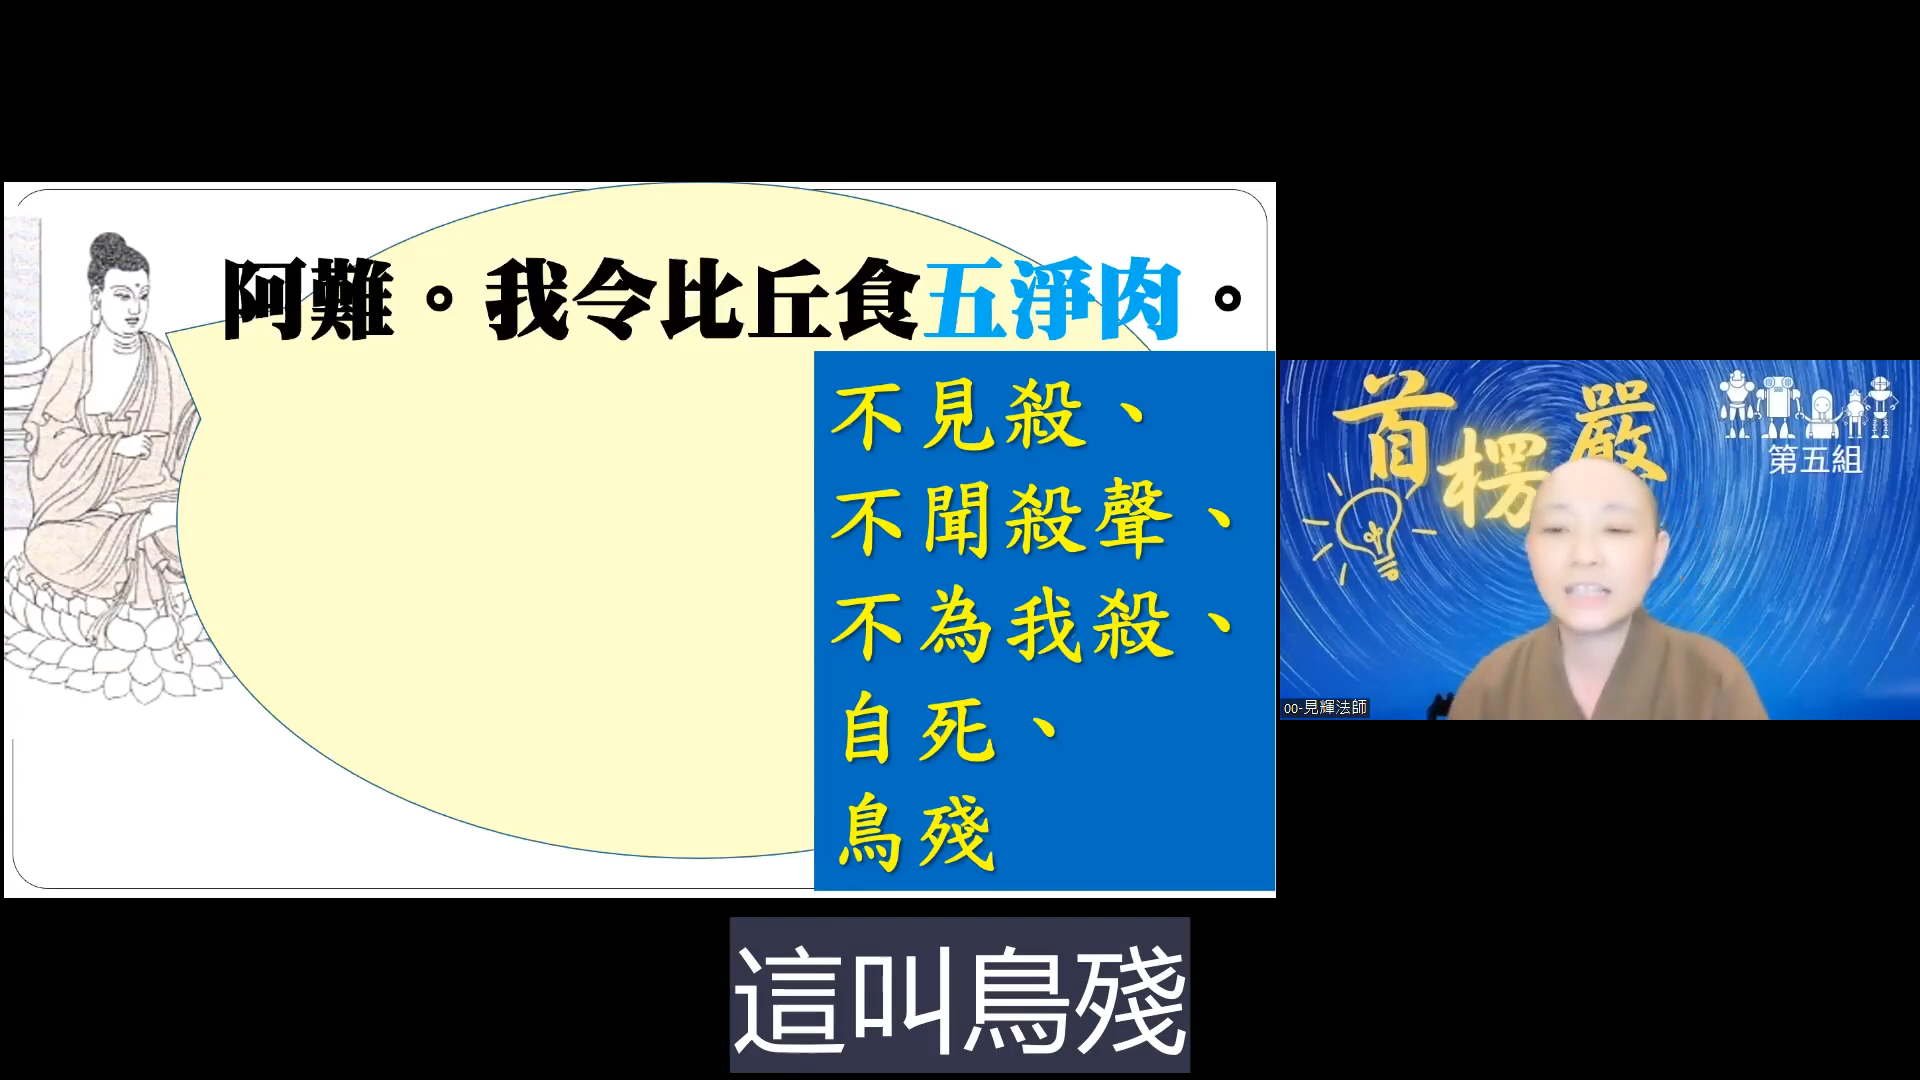 阿難。我令比丘食五淨肉。
不見殺、
不聞殺聲、
不為我殺、
自死、
鳥殘
首楞嚴
第五組
00-見輝法師
這叫鳥殘